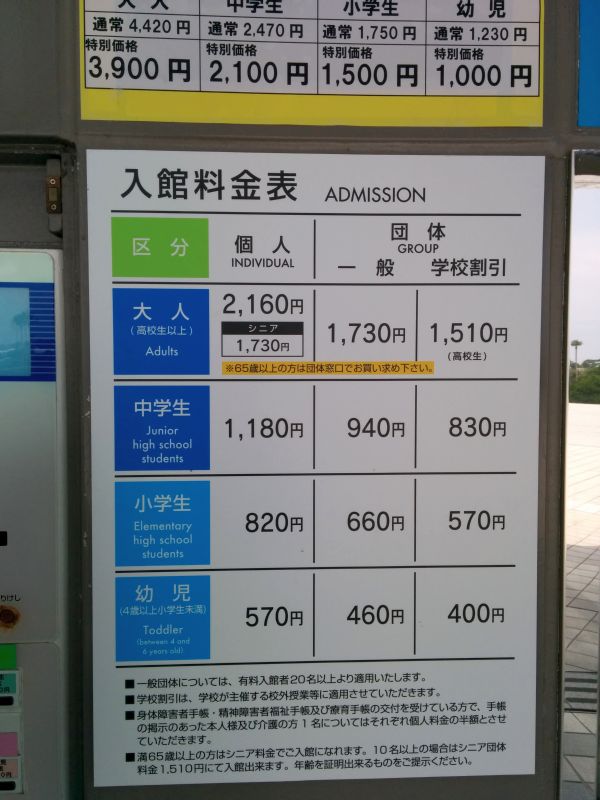 大人 中学生 小学生 幼児
通常 4,420円 通常 2,470円 通常 1,750円 通常 1,230円
特別価格 特別価格 特別価格 特別価格
3,900円 2,100円 1,500円 1,000円
入館料金表 ADMISSION
区分 個人 団体
INDIVIDUAL GROUP
一般 学校割引
大人 2,160円
(高校生以上) シニア 1,730円 1,510円
Adults 1,730円 (高校生)
※65歳以上の方は団体窓口でお買い求め下さい。
中学生
Junior 1,180円 940円 830円
high school
students
小学生
Elementary 820円 660円 570円
high school
students
幼児
(4歳以上小学生未満) 570円 460円 400円
Toddler
(between 4 and
6 years old)
■一般団体については、有料入館者20名以上より適用いたします。
■学校割引は、学校が主催する校外授業等に適用させていただきます。
■身体障害者手帳・精神障害者福祉手帳及び療育手帳の交付を受けている方で、手帳
の掲示のあった本人様及び介護の方1名についてはそれぞれ個人料金の半額とさせ
ていただきます。
■満65歳以上の方はシニア料金でご入館になれます。10名以上の場合はシニア団体
料金1,510円にて入館出来ます。年齢を証明出来るものをご提示ください。